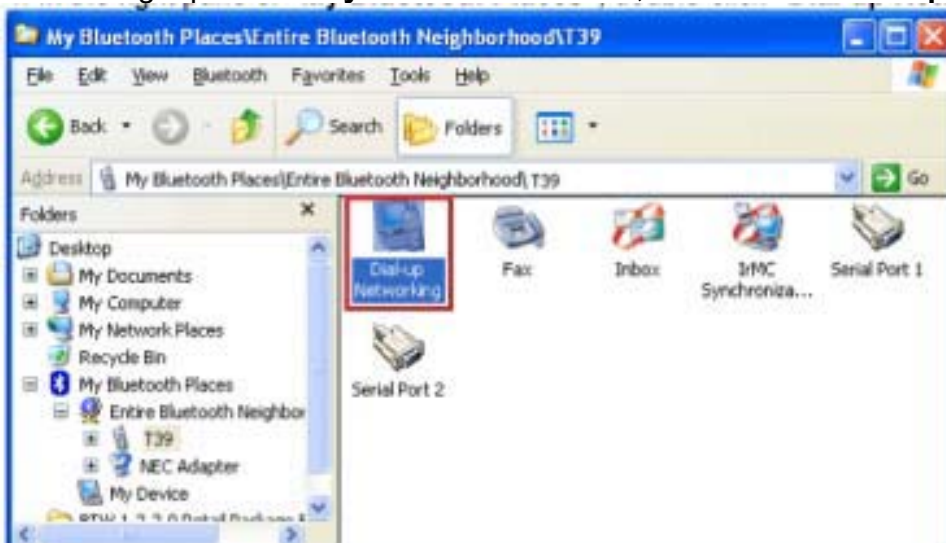 My Bluetooth Places\Entire Bluetooth Neighborhood\T39
File Edit View Bluetooth Favorites Tools Help
Back Search Folders
Address My Bluetooth Places\Entire Bluetooth Neighborhood\T39 Go
Folders
Desktop
My Documents
My Computer
My Network Places
Recycle Bin
My Bluetooth Places
Entire Bluetooth Neighbor
T39
NEC Adapter
My Device
Dial-up
Networking
Fax
Inbox
IrMC
Synchroniza...
Serial Port 1
Serial Port 2